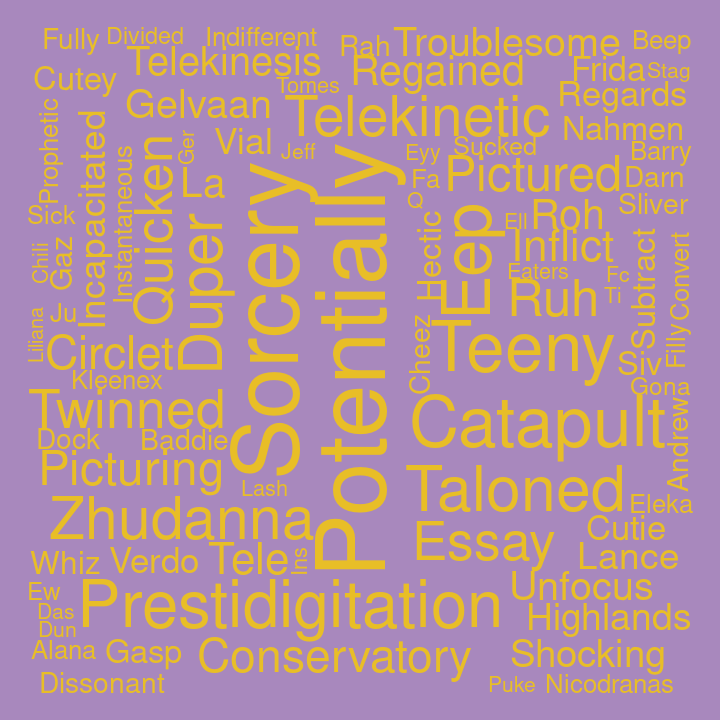 Fully
Divided
Indifferent
Rah
Troublesome
Beep
Telekinesis
Cutey
Tomes
Regained
Frida
Stag
Gelvaan
Telekinetic
Regards
Prophetic
Incapacitated
Instantaneous
Quicken
Ger
Vial
Jeff
Eyy
Sucked
Nahmen
Barry
La
Fa
Pictured
Darn
Sick
Q
Sliver
Duper
Sorcery
Potentially
Hectic
Eep
Ell
Roh
Inflict
Chili
Gaz
Eaters
Fc
Subtract
Convert
Ju
Ruh
Ti
Liliana
Circlet
Cheez
Teeny
Siv
Filly
Kleenex
Gona
Twinned
Catapult
Andrew
Dock
Baddie
Picturing
Lash
Taloned
Eleka
Zhudanna
Essay
Cutie
Whiz
Verdo
Tele
Ins
Lance
Ew
Das
Dun
Prestidigitation
Unfocus
Highlands
Alana
Gasp
Conservatory
Shocking
Dissonant
Puke
Nicodranas